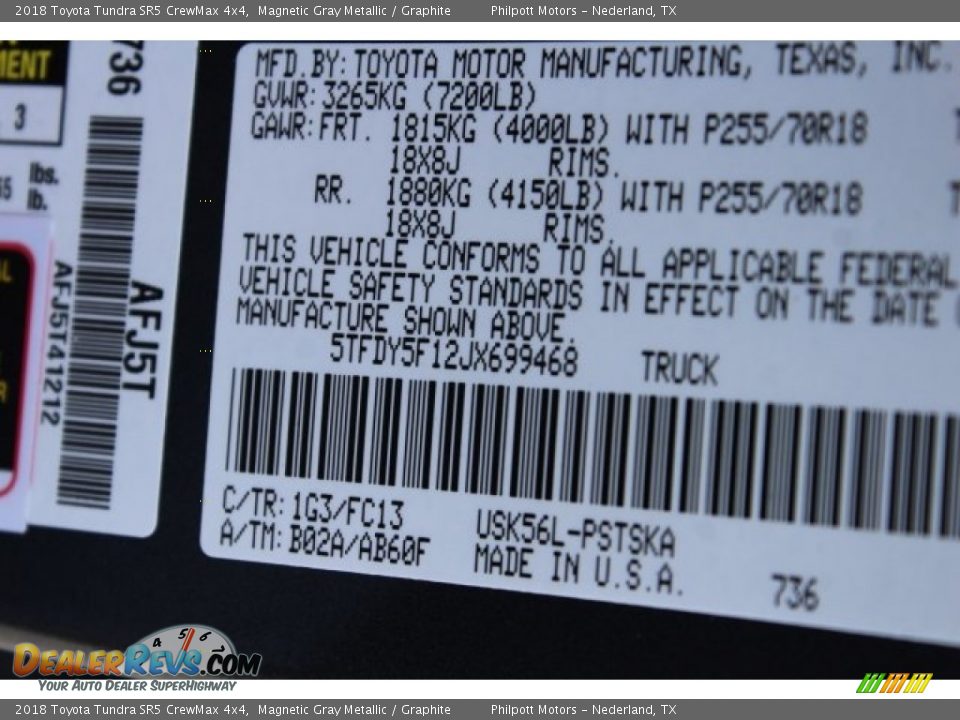 2018 Toyota Tundra SR5 CrewMax 4x4, Magnetic Gray Metallic / Graphite Philpott Motors – Nederland, TX
MENT
3
lbs.
lb.
736
AFJ5T
AFJ5T41212
MFD.BY:TOYOTA MOTOR MANUFACTURING, TEXAS, INC.
GVWR:3265KG (7200LB)
GAWR:FRT. 1815KG (4000LB) WITH P255/70R18
18X8J RIMS.
RR. 1880KG (4150LB) WITH P255/70R18
18X8J RIMS.
THIS VEHICLE CONFORMS TO ALL APPLICABLE FEDERAL
VEHICLE SAFETY STANDARDS IN EFFECT ON THE DATE
MANUFACTURE SHOWN ABOVE.
5TFDY5F12JX699468 TRUCK
C/TR:1G3/FC13 USK56L-PSTSKA
A/TM:B02A/AB60F MADE IN U.S.A. 736
4 5 6
DEALERREVS.COM
YOUR AUTO DEALER SUPERHIGHWAY
2018 Toyota Tundra SR5 CrewMax 4x4, Magnetic Gray Metallic / Graphite Philpott Motors – Nederland, TX